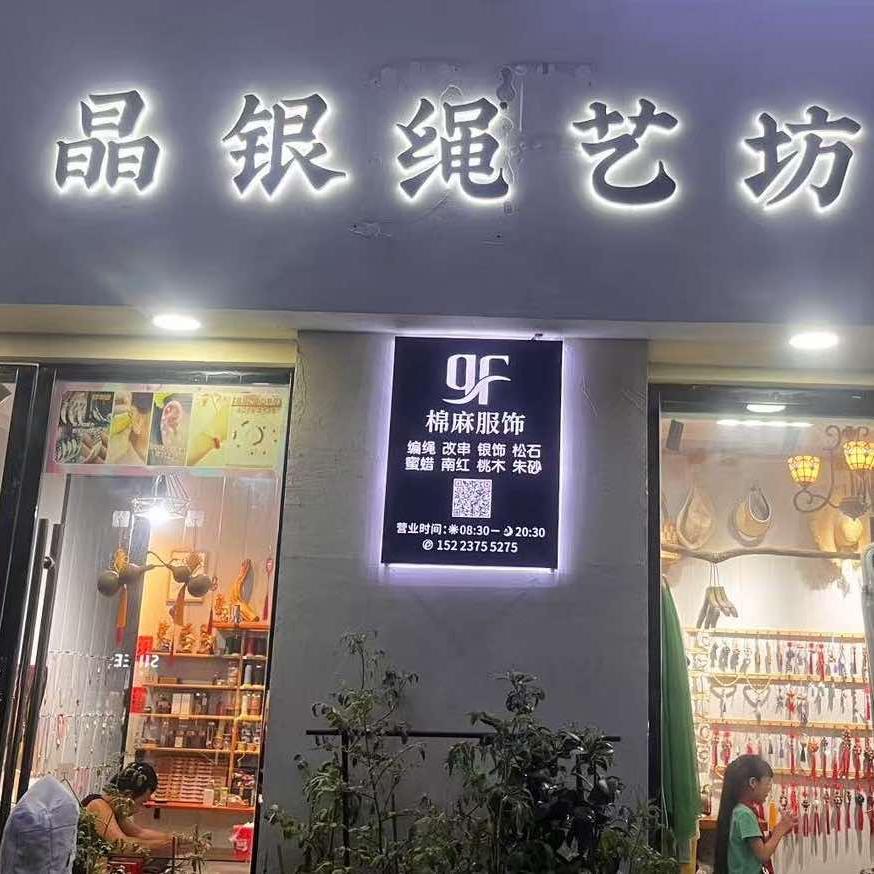 晶银绳艺坊
gr
棉麻服饰
编绳 改串 银饰 松石
蜜蜡 南红 桃木 朱砂
营业时间：08:30—20:30
152 2375 5275